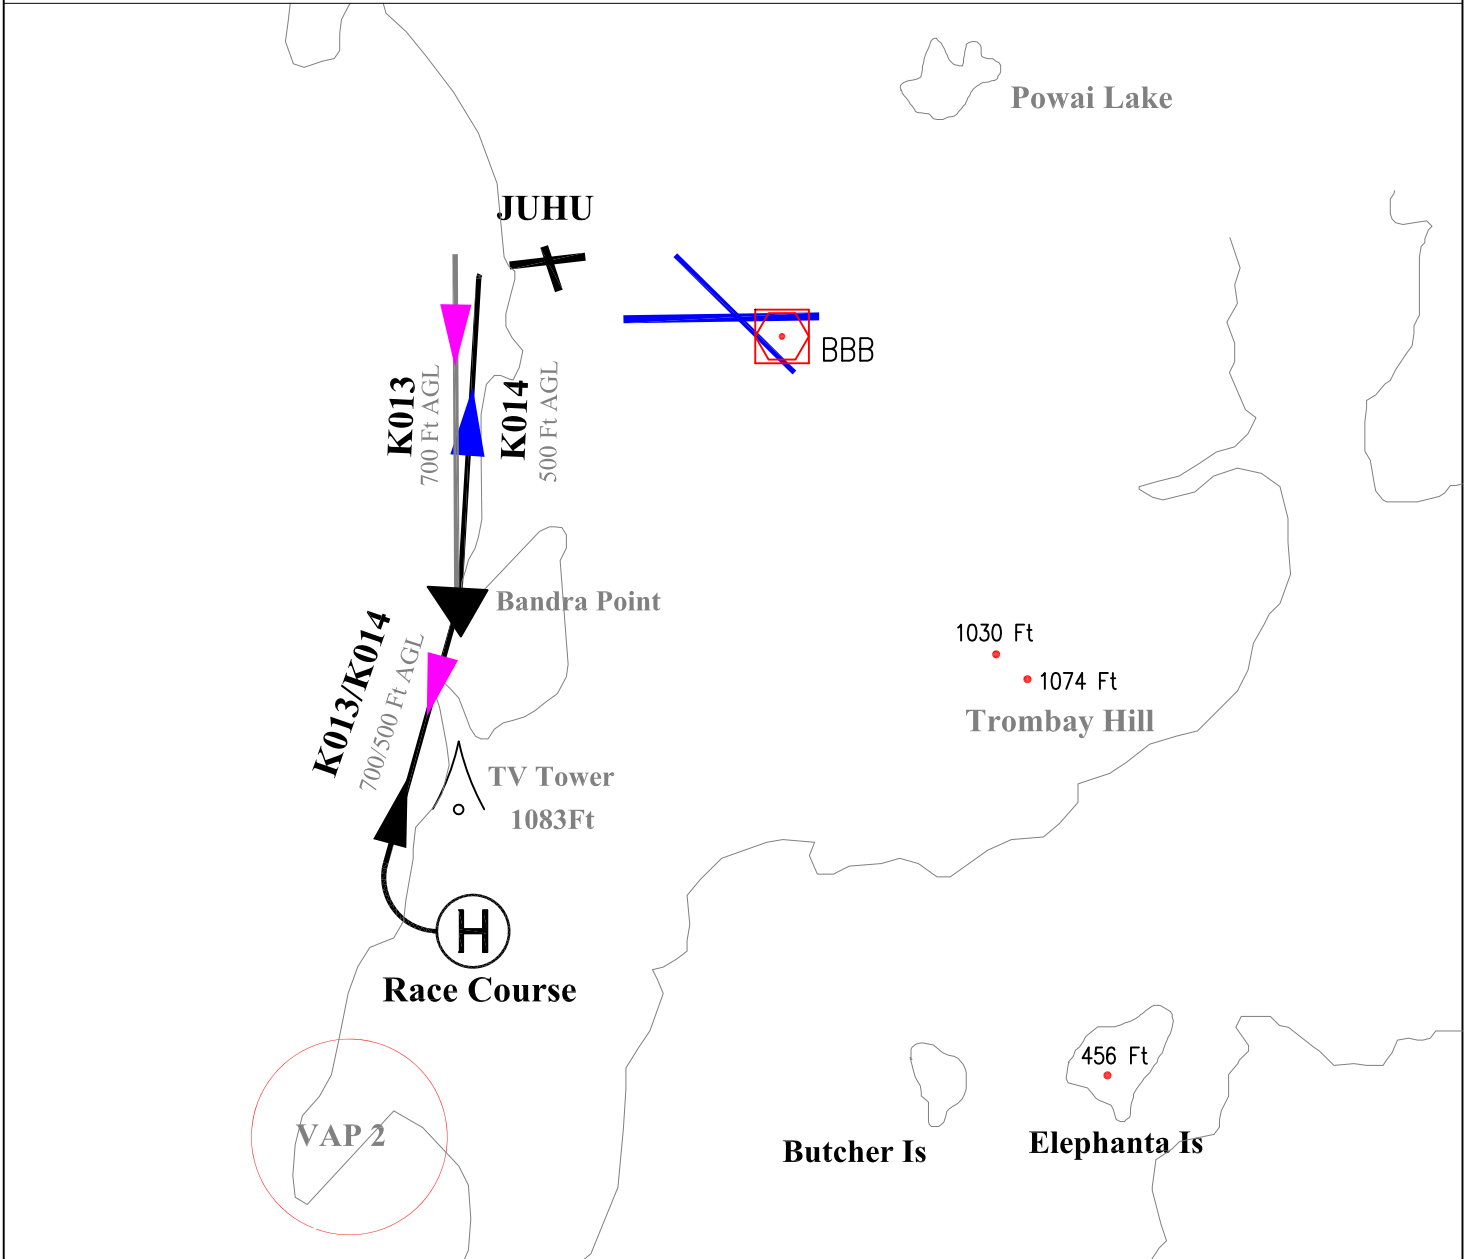 Powai Lake
JUHU
BBB
K013
700 Ft AGL
K014
500 Ft AGL
Bandra Point
K013/K014
700/500 Ft AGL
1030 Ft
1074 Ft
Trombay Hill
TV Tower
1083Ft
H
Race Course
456 Ft
VAP 2
Butcher Is
Elephanta Is